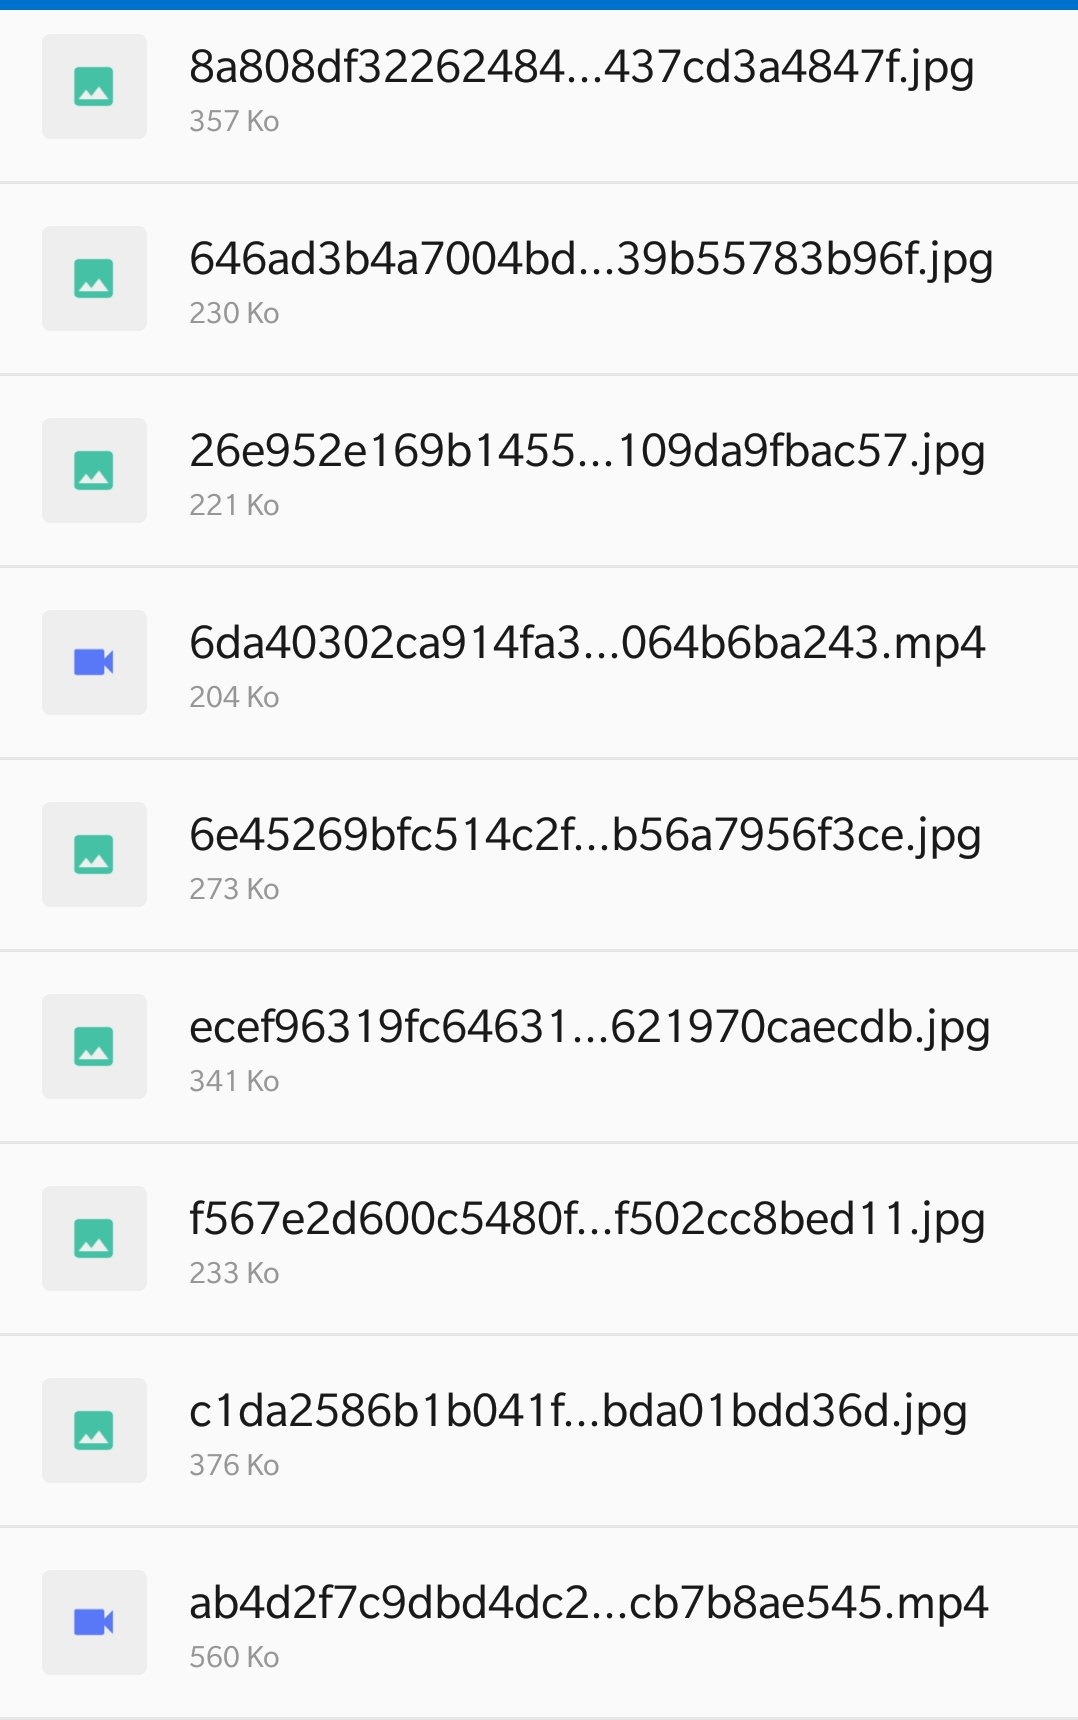 8a808df32262484...437cd3a4847f.jpg
357 Ko
646ad3b4a7004bd...39b55783b96f.jpg
230 Ko
26e952e169b1455...109da9fbac57.jpg
221 Ko
6da40302ca914fa3...064b6ba243.mp4
204 Ko
6e45269bfc514c2f...b56a7956f3ce.jpg
273 Ko
ecef96319fc64631...621970caecdb.jpg
341 Ko
f567e2d600c5480f...f502cc8bed11.jpg
233 Ko
c1da2586b1b041f...bda01bdd36d.jpg
376 Ko
ab4d2f7c9dbd4dc2...cb7b8ae545.mp4
560 Ko